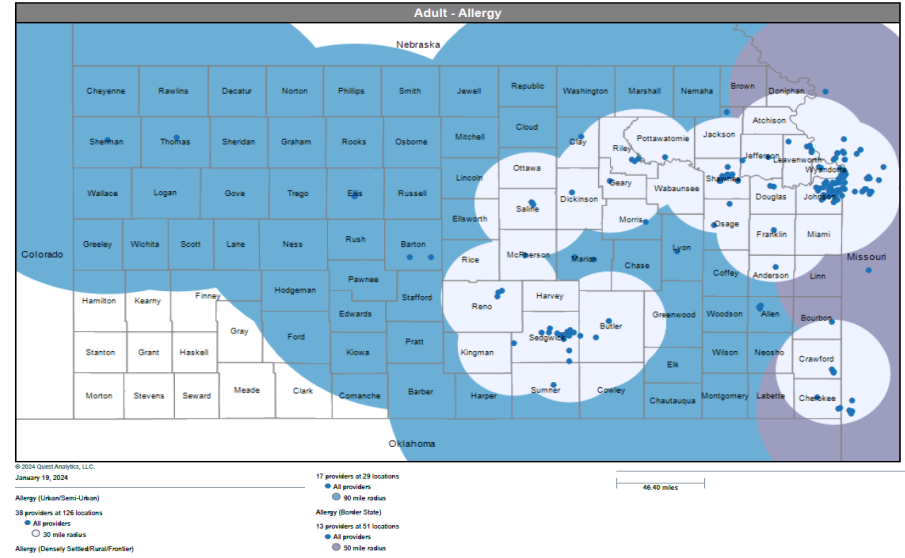 Adult - Allergy
Nebraska
Cheyenne Rawlins Decatur Norton Phillips Smith Jewell Republic Washington Marshall Nemaha Brown Doniphan
Atchison
Sherman Thomas Sheridan Graham Rooks Osborne Mitchell Cloud Clay Riley Pottawatomie Jackson
Jefferson Leavenworth
Wyandotte
Wallace Logan Gove Trego Ellis Russell Lincoln Ottawa Geary Wabaunsee Shawnee Douglas Johnson
Ellsworth Saline Dickinson Morris Osage
Greeley Wichita Scott Lane Ness Rush Barton Rice McPherson Marion Chase Lyon Franklin Miami
Colorado Missouri
Pawnee Coffey Anderson Linn
Hamilton Kearny Finney Hodgeman Stafford Reno Harvey
Edwards Butler Greenwood Woodson Allen Bourbon
Stanton Grant Haskell Gray Ford Kiowa Pratt Kingman Sedgwick Elk Wilson Neosho Crawford
Morton Stevens Seward Meade Clark Comanche Barber Harper Sumner Cowley Chautauqua Montgomery Labette Cherokee
Oklahoma
© 2024 Quest Analytics, LLC.
January 19, 2024
Allergy (Urban/Semi-Urban)
38 providers at 126 locations
All providers
30 mile radius
Allergy (Densely Settled/Rural/Frontier)
17 providers at 29 locations
All providers
90 mile radius
Allergy (Border State)
13 providers at 51 locations
All providers
50 mile radius
46.40 miles